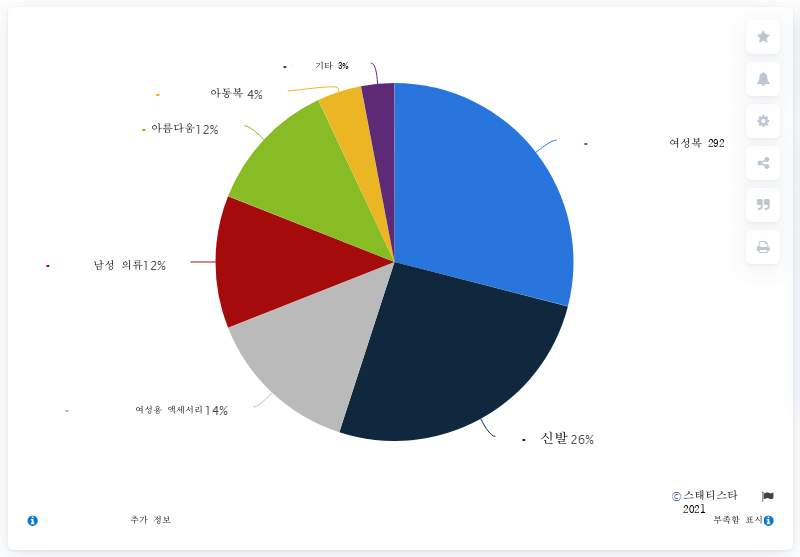 기타 3%
아동복 4%
아름다움12%
여성복 292
남성 의류12%
여성용 액세서리14%
신발 26%
©스태티스타
2021
추가 정보
부족함 표시